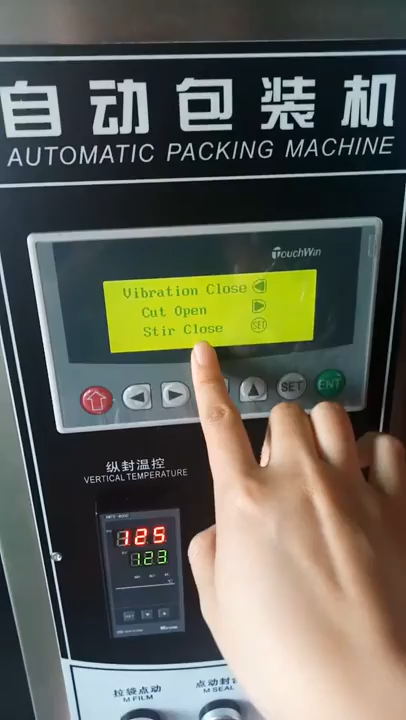 自动包装机
AUTOMATIC PACKING MACHINE
TouchWin
Vibration Close
Cut Open
Stir Close
SET
ENT
纵封温控
VERTICAL TEMPERATURE
125
123
拉袋点动
M FILM
点动封
M SEAL